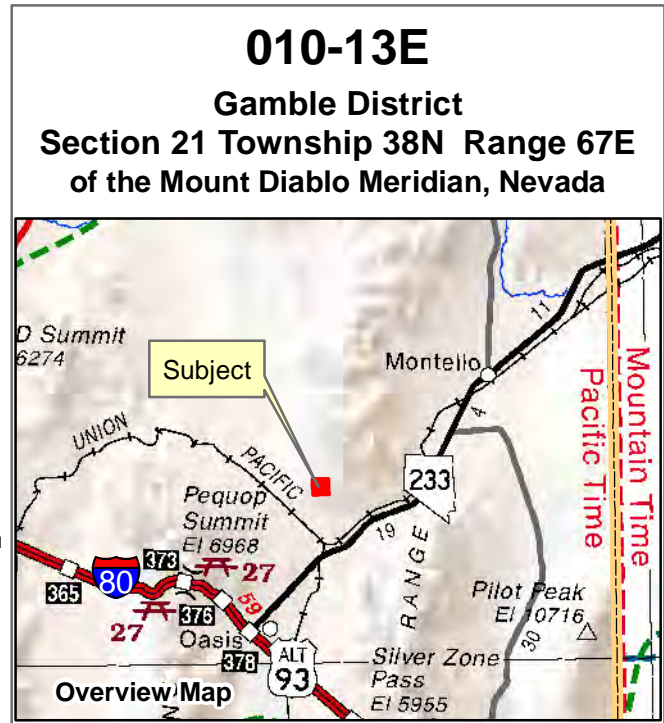 010-13E
Gamble District
Section 21 Township 38N Range 67E
of the Mount Diablo Meridian, Nevada
D Summit
6274
Subject
Montello
11
4
UNION
PACIFIC
233
19
Pequop
Summit
El 6968
RANGE
Mountain Time
Pacific Time
365
80
373
27
376
59
27
Oasis
378
ALT
93
Pilot Peak
El 10716
30
Silver Zone
Pass
El 5955
Overview Map